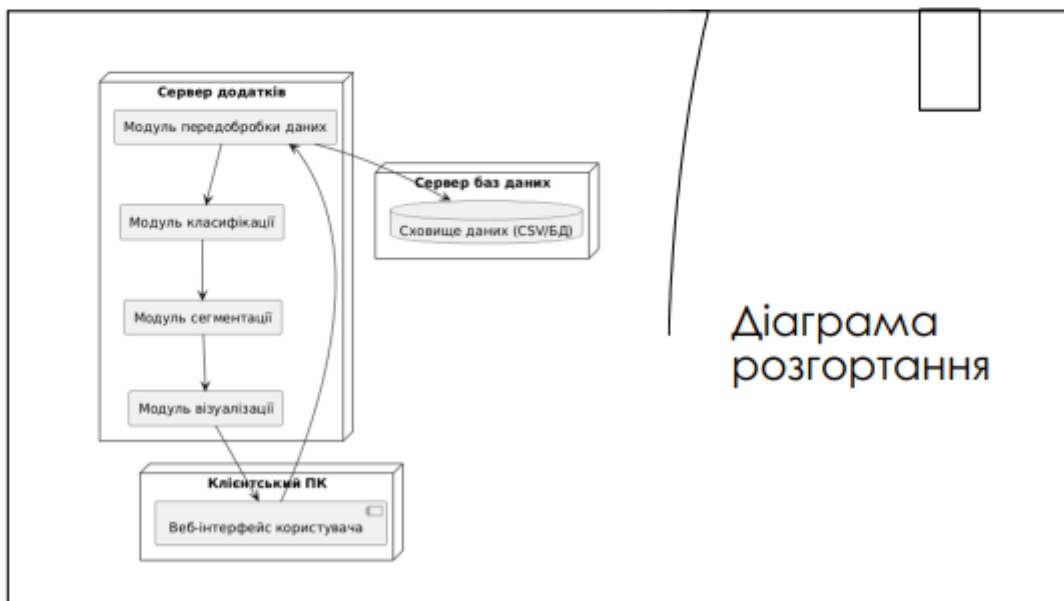 Сервер додатків
Модуль передобробки даних
Сервер баз даних
Сховище даних (CSV/БД)
Модуль класифікації
Модуль сегментації
Модуль візуалізації
Клієнтський ПК
Веб-інтерфейс користувача
Діаграма
розгортання